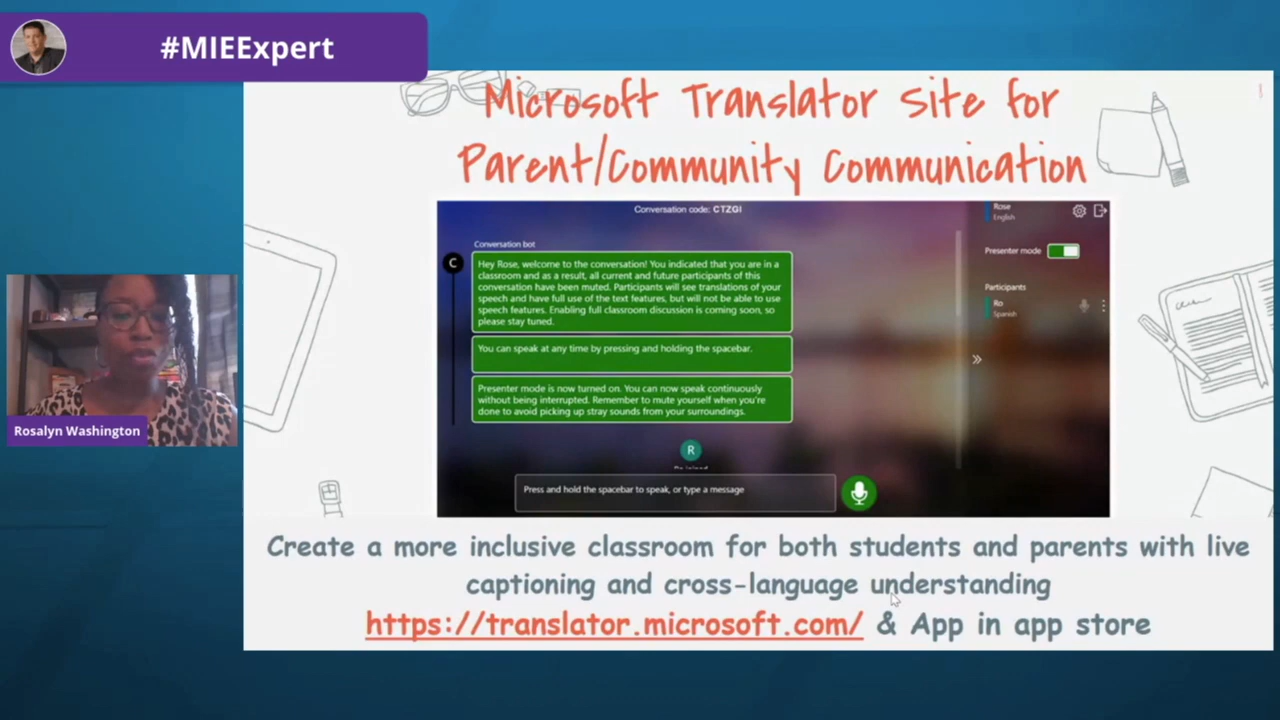 #MIEExpert
Microsoft Translator Site for
Parent/Community Communication
Conversation code: CTZGI
Rose
English
Conversation bot
C
Hey Rose, welcome to the conversation! You indicated that you are in a
classroom and as a result, all current and future participants of this
conversation have been muted. Participants will see translations of your
speech and have full use of the text features, but will not be able to use
speech features. Enabling full classroom discussion is coming soon, so
please stay tuned.
You can speak at any time by pressing and holding the spacebar.
Presenter mode is now turned on. You can now speak continuously
without being interrupted. Remember to mute yourself when you're
done to avoid picking up stray sounds from your surroundings.
R
Press and hold the spacebar to speak, or type a message
Presenter mode
Participants
Ro
Spanish
Rosalyn Washington
Create a more inclusive classroom for both students and parents with live
captioning and cross-language understanding
https://translator.microsoft.com/ & App in app store